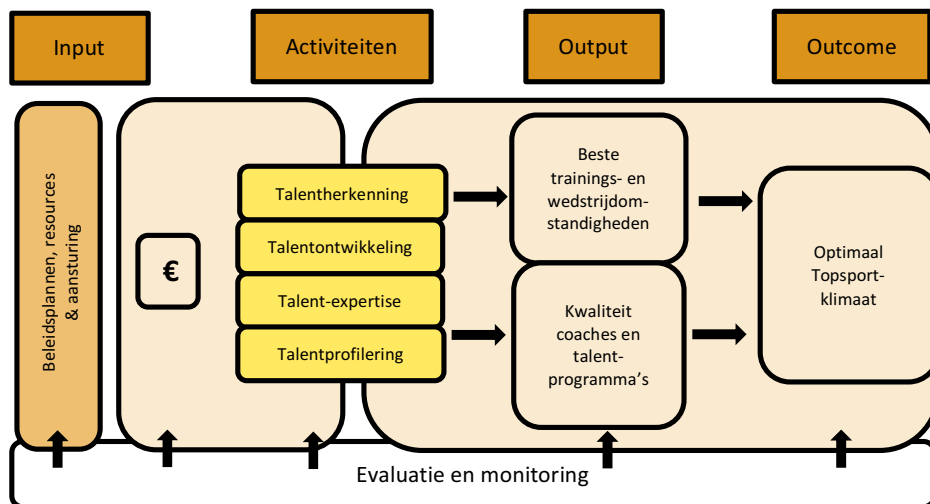 Input
Activiteiten
Output
Outcome
Beleidsplannen, resources
& aansturing
€
Talentherkenning
Talentontwikkeling
Talent-expertise
Talentprofilering
Beste
trainings- en
wedstrijdom-
standigheden
Kwaliteit
coaches en
talent-
programma’s
Optimaal
Topsport-
klimaat
Evaluatie en monitoring